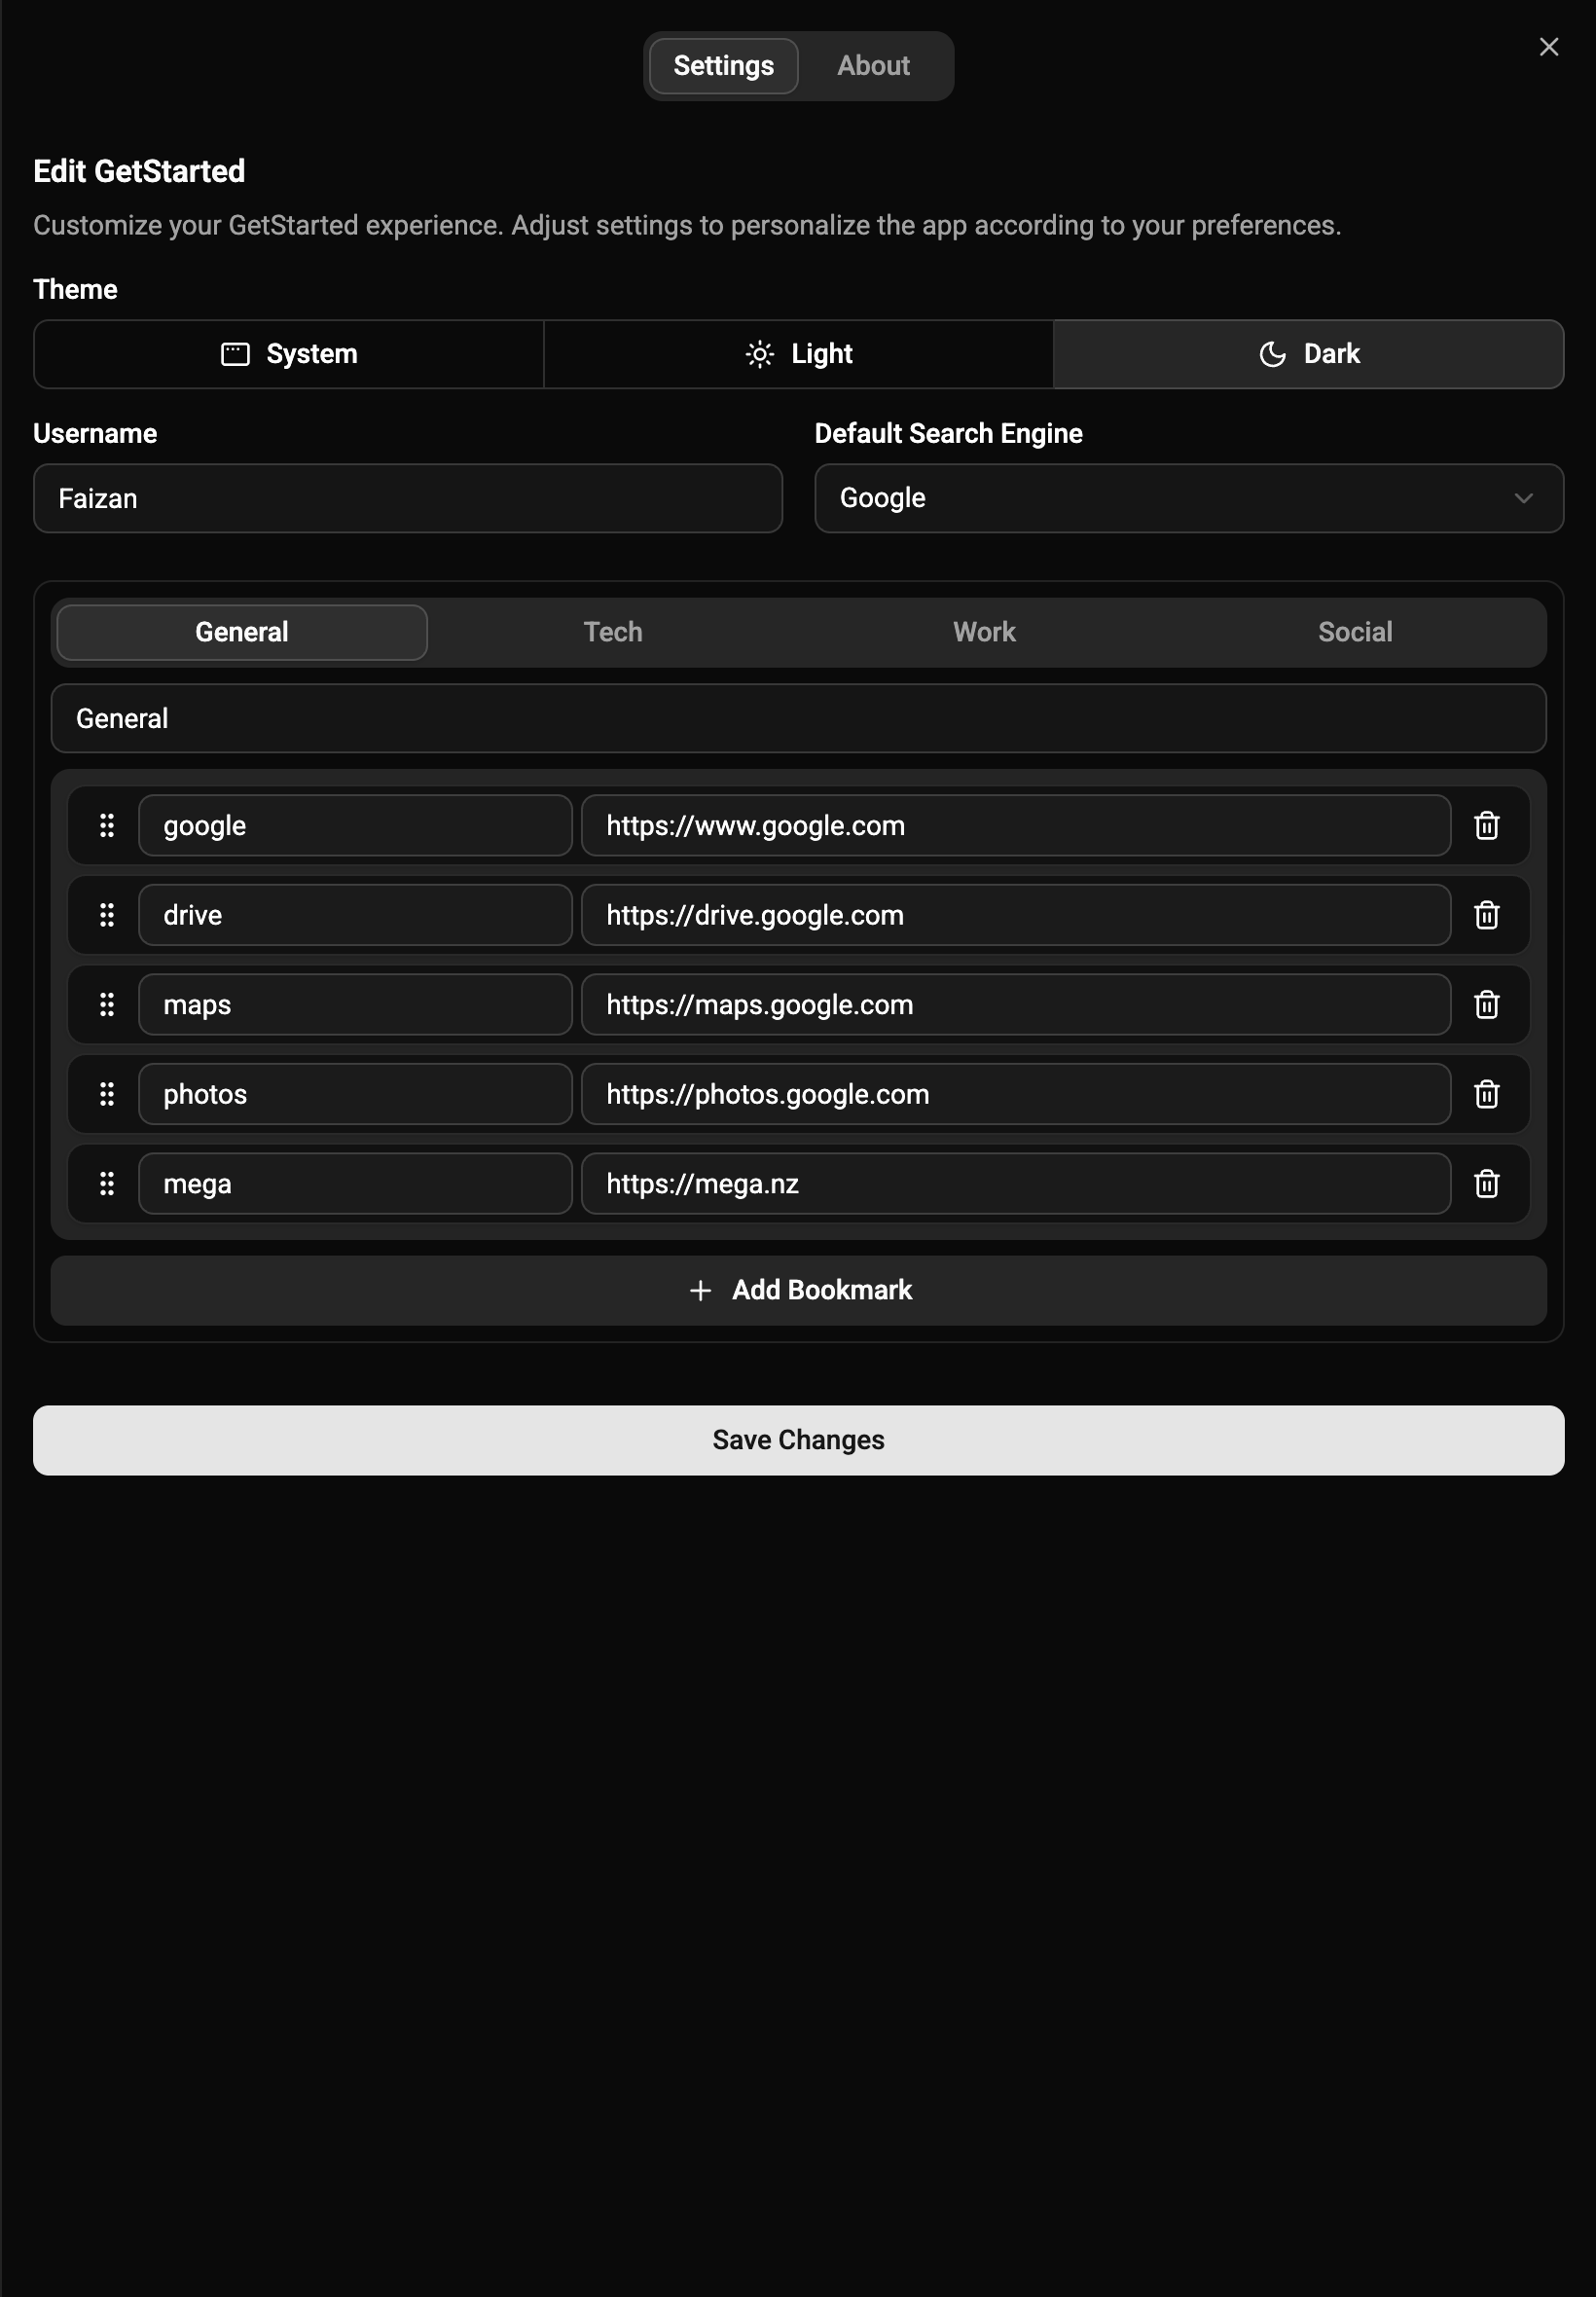 Settings
About
Edit GetStarted
Customize your GetStarted experience. Adjust settings to personalize the app according to your preferences.
Theme
System
Light
Dark
Username
Default Search Engine
Faizan
Google
General
Tech
Work
Social
General
google
https://www.google.com
drive
https://drive.google.com
maps
https://maps.google.com
photos
https://photos.google.com
mega
https://mega.nz
Add Bookmark
Save Changes